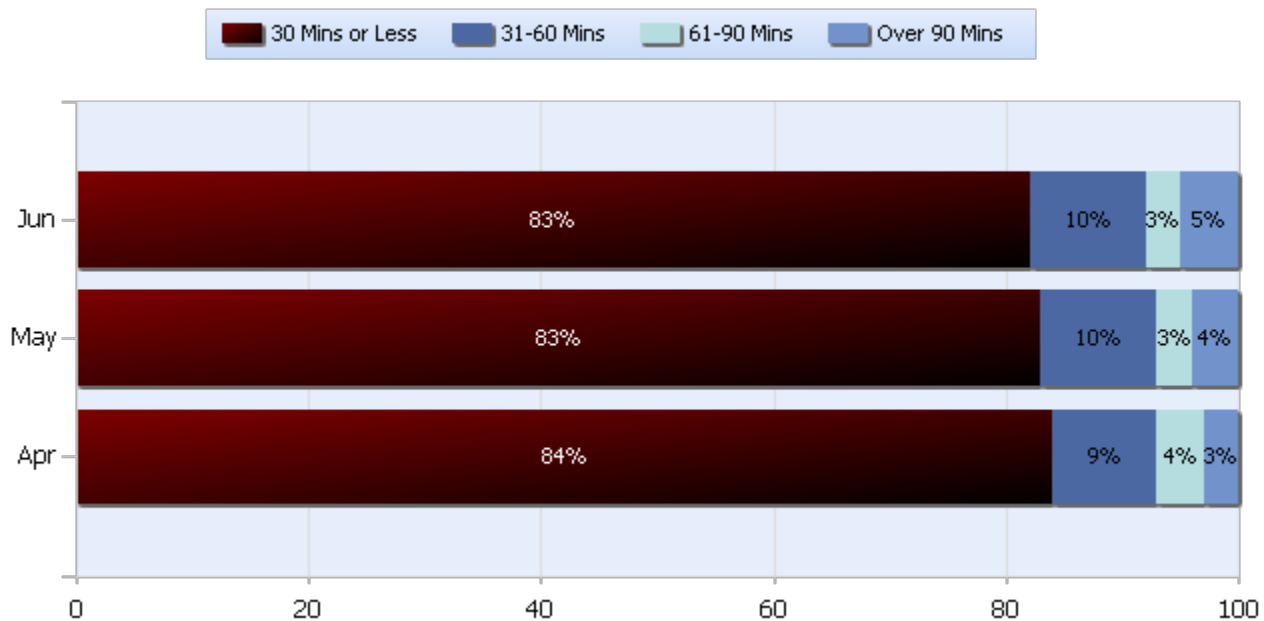 30 Mins or Less 31-60 Mins 61-90 Mins Over 90 Mins
Jun 83% 10% 3% 5%
May 83% 10% 3% 4%
Apr 84% 9% 4% 3%
0 20 40 60 80 100